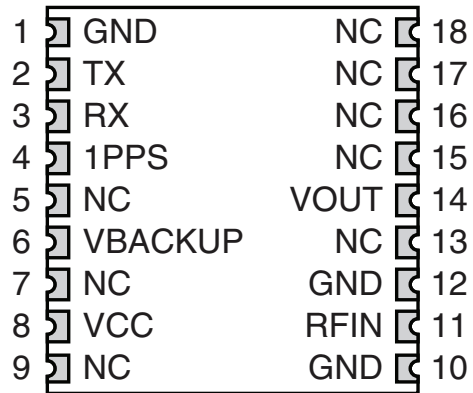 1 GND NC 18
2 TX NC 17
3 RX NC 16
4 1PPS NC 15
5 NC VOUT 14
6 VBACKUP NC 13
7 NC GND 12
8 VCC RFIN 11
9 NC GND 10